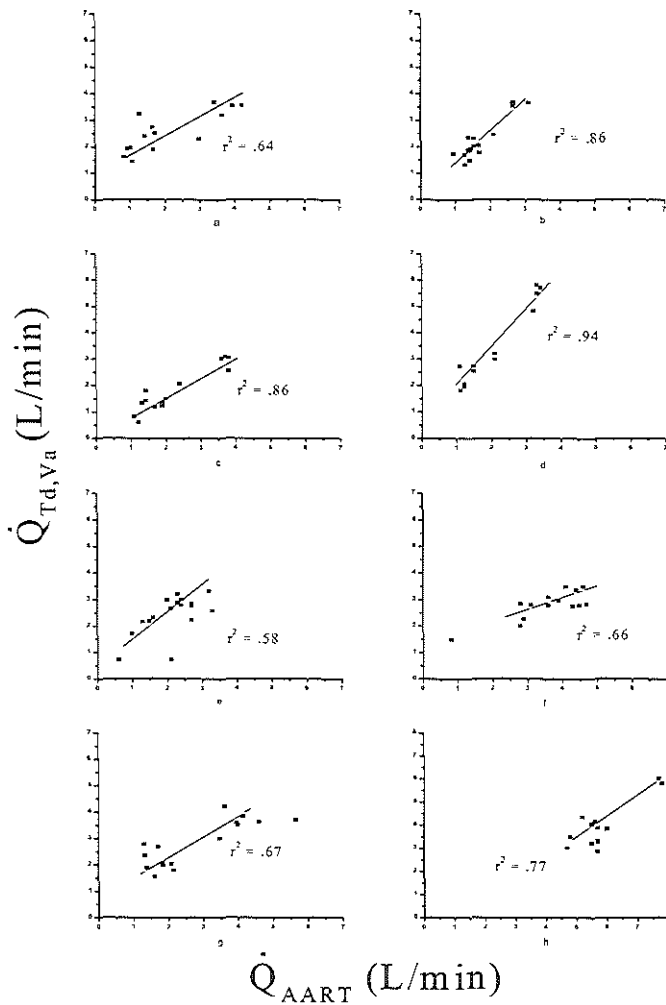 r² = .64
a
r² = .86
b
r² = .86
c
r² = .94
d
r² = .58
e
r² = .66
f
r² = .67
g
r² = .77
h
Q̇Td,Va (L/min)
Q̇AART (L/min)